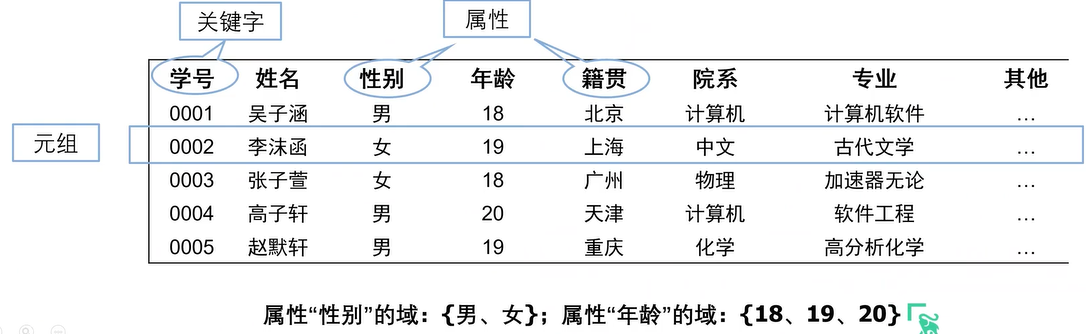 关键字
属性
学号 姓名 性别 年龄 籍贯 院系 专业 其他
0001 吴子涵 男 18 北京 计算机 计算机软件 …
元组
0002 李沫函 女 19 上海 中文 古代文学 …
0003 张子萱 女 18 广州 物理 加速器无论 …
0004 高子轩 男 20 天津 计算机 软件工程 …
0005 赵默轩 男 19 重庆 化学 高分析化学 …
属性“性别”的域：{男、女}；属性“年龄”的域：{18、19、20}